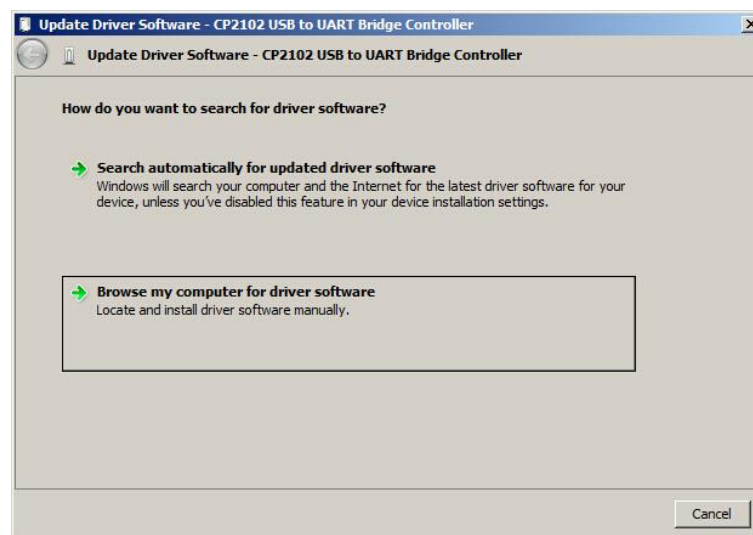 Update Driver Software - CP2102 USB to UART Bridge Controller
Update Driver Software - CP2102 USB to UART Bridge Controller
How do you want to search for driver software?
Search automatically for updated driver software
Windows will search your computer and the Internet for the latest driver software for your
device, unless you've disabled this feature in your device installation settings.
Browse my computer for driver software
Locate and install driver software manually.
Cancel